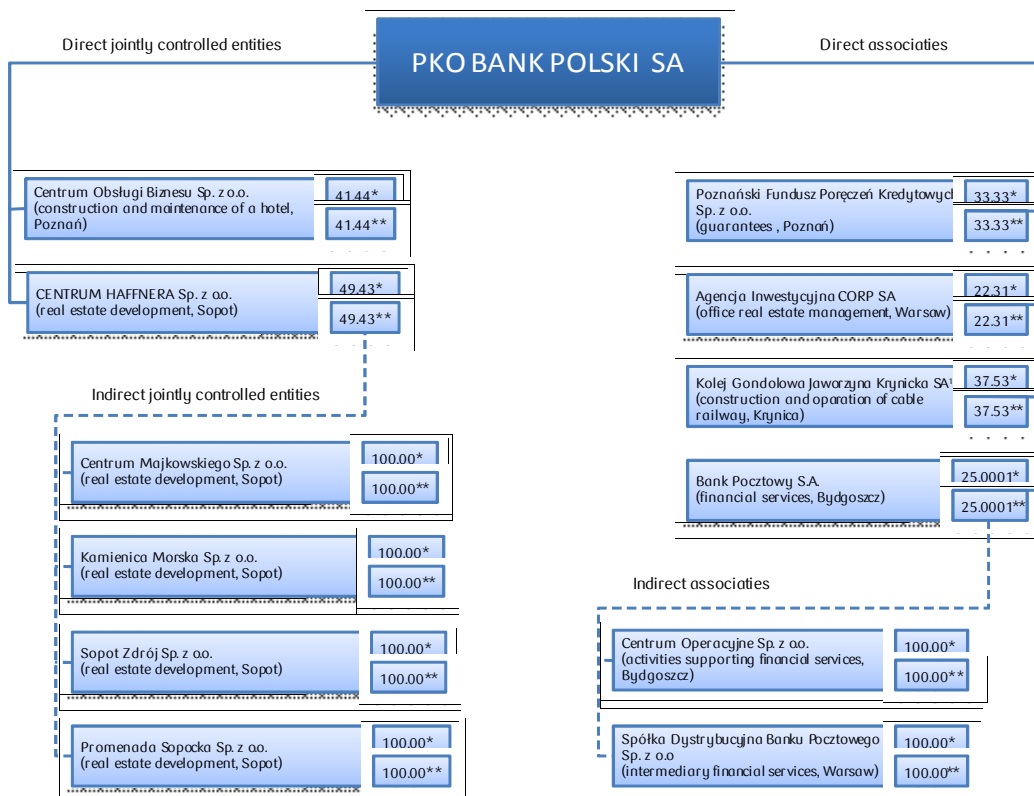 Direct jointly controlled entities
PKO BANK POLSKI SA
Direct associaties
Centrum Obsługi Biznesu Sp. z o.o.
(construction and maintenance of a hotel,
Poznań)
41.44*
41.44**
CENTRUM HAFFNERA Sp. z o.o.
(real estate development, Sopot)
49.43*
49.43**
Indirect jointly controlled entities
Centrum Majkowskiego Sp. z o.o.
(real estate development, Sopot)
100.00*
100.00**
Kamienica Morska Sp. z o.o.
(real estate development, Sopot)
100.00*
100.00**
Sopot Zdrój Sp. z o.o.
(real estate development, Sopot)
100.00*
100.00**
Promenada Sopocka Sp. z o.o.
(real estate development, Sopot)
100.00*
100.00**
Poznański Fundusz Poręczeń Kredytowych
Sp. z o.o.
(guarantees , Poznań)
33.33*
33.33**
Agencja Inwestycyjna CORP SA
(office real estate management, Warsaw)
22.31*
22.31**
Kolej Gondolowa Jaworzyna Krynicka SA¹
(construction and oparation of cable
railway, Krynica)
37.53*
37.53**
Bank Pocztowy S.A.
(financial services, Bydgoszcz)
25.0001*
25.0001**
Indirect associaties
Centrum Operacyjne Sp. z o.o.
(activities supporting financial services,
Bydgoszcz)
100.00*
100.00**
Spółka Dystrybucyjna Banku Pocztowego
Sp. z o.o
(intermediary financial services, Warsaw)
100.00*
100.00**